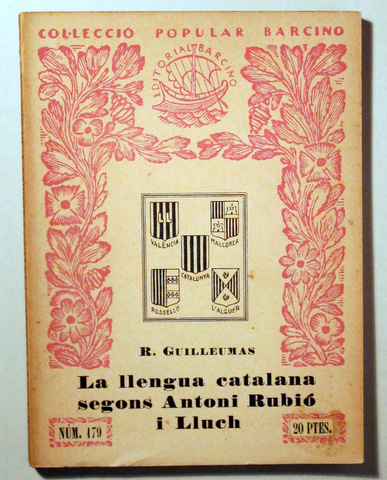 COL·LECCIÓ POPULAR BARCINO
EDITORIAL BARCINO
VALÈNCIA
MALLORCA
CATALUNYA
ROSSELLÓ
L'ALGUER
R. GUILLEUMAS
La llengua catalana
segons Antoni Rubió
i Lluch
NÚM. 179
20 PTES.